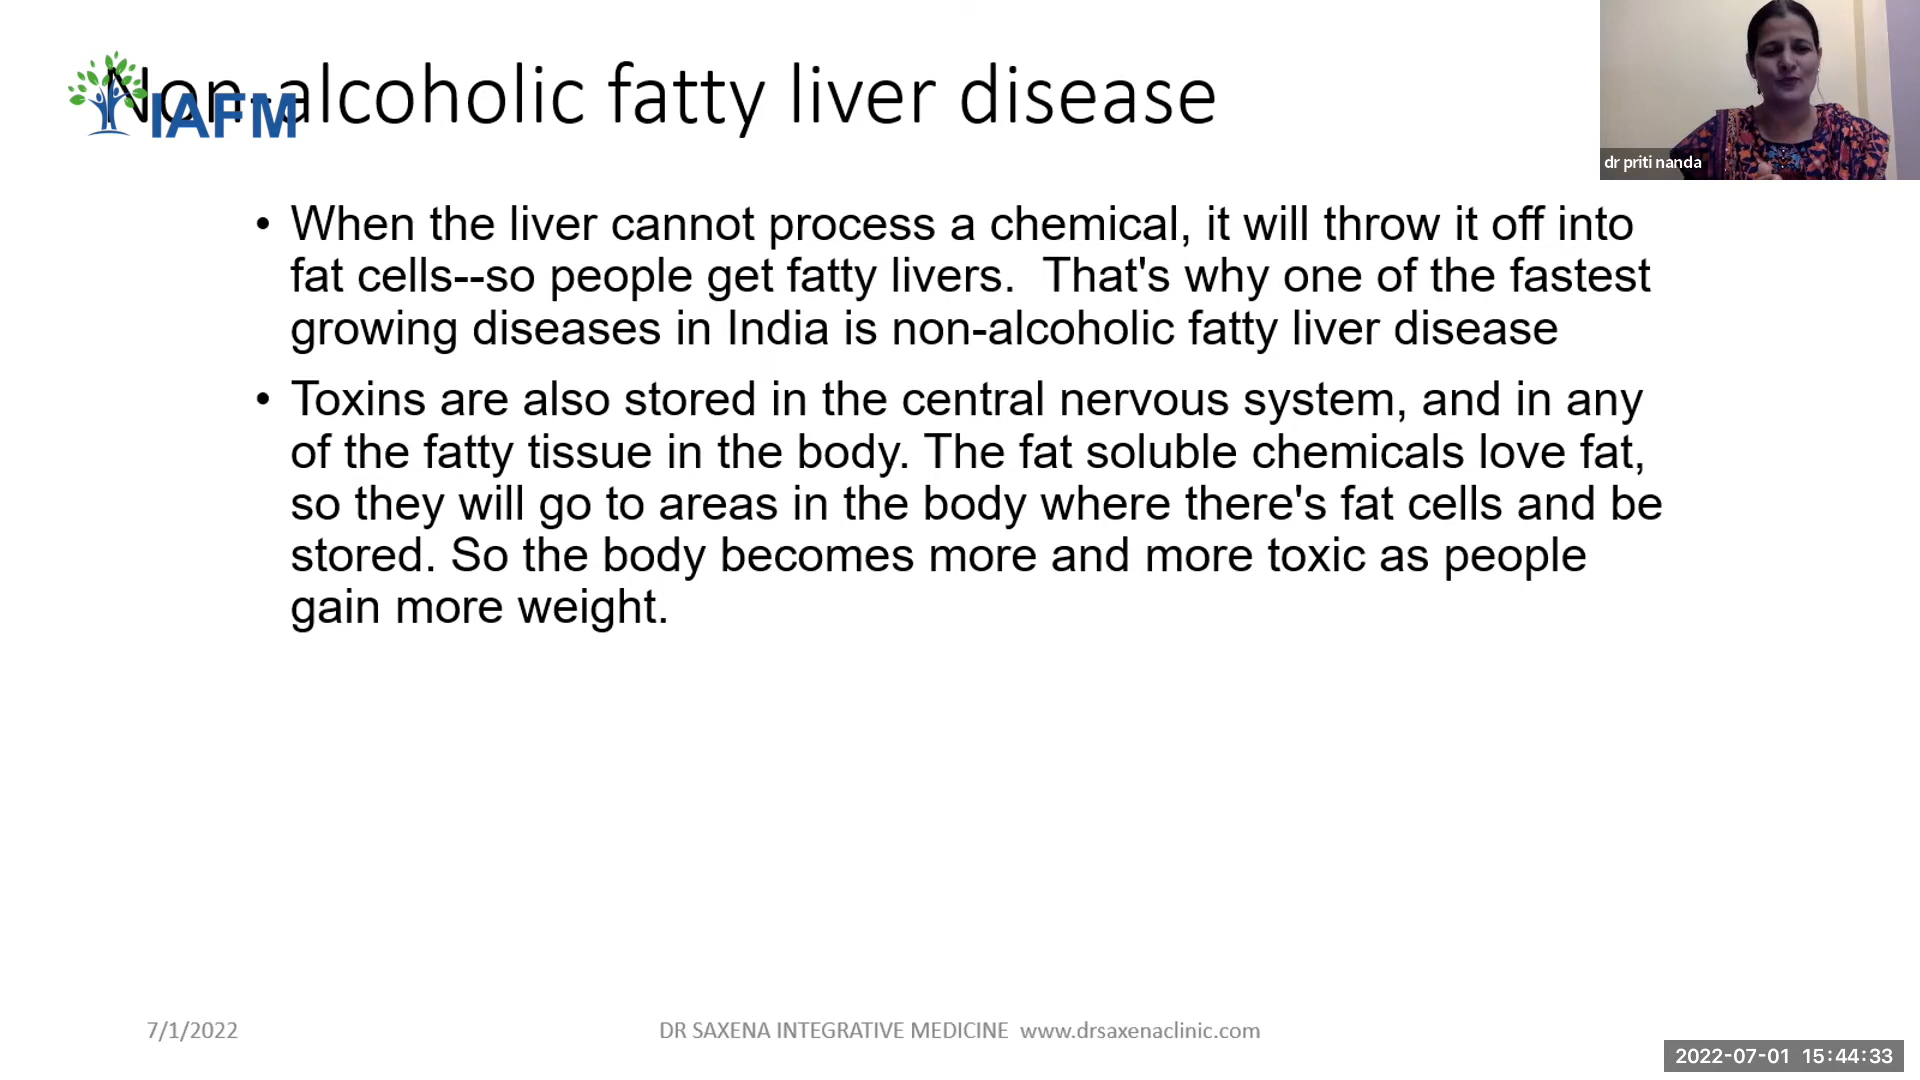 Non-alcoholic fatty liver disease
IAFM
dr priti nanda
• When the liver cannot process a chemical, it will throw it off into
fat cells--so people get fatty livers.  That's why one of the fastest
growing diseases in India is non-alcoholic fatty liver disease
• Toxins are also stored in the central nervous system, and in any
of the fatty tissue in the body. The fat soluble chemicals love fat,
so they will go to areas in the body where there's fat cells and be
stored. So the body becomes more and more toxic as people
gain more weight.
7/1/2022
DR SAXENA INTEGRATIVE MEDICINE  www.drsaxenaclinic.com
2022-07-01 15:44:33